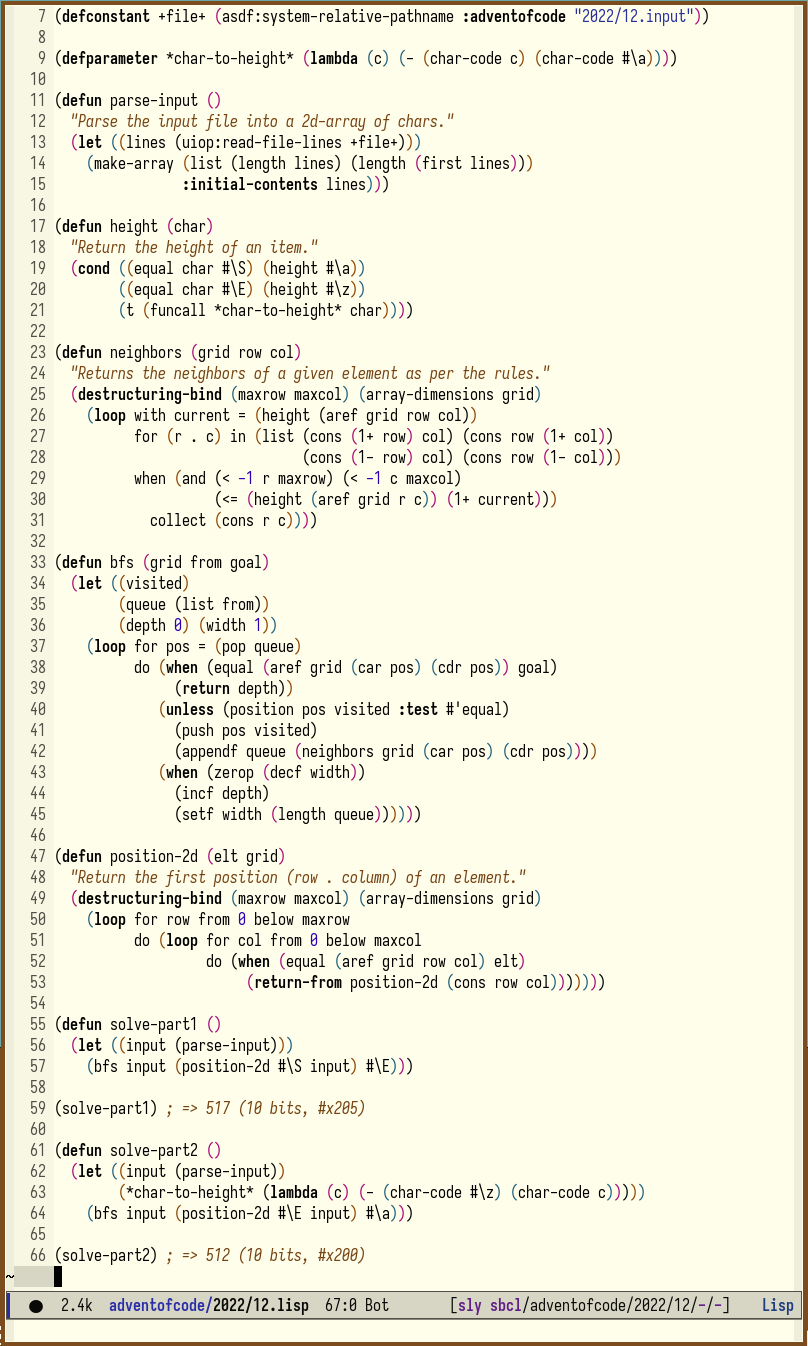 7 (defconstant +file+ (asdf:system-relative-pathname :adventofcode "2022/12.input"))
8
9 (defparameter *char-to-height* (lambda (c) (- (char-code c) (char-code #\a))))
10
11 (defun parse-input ()
12   "Parse the input file into a 2d-array of chars."
13   (let ((lines (uiop:read-file-lines +file+)))
14     (make-array (list (length lines) (length (first lines)))
15                 :initial-contents lines)))
16
17 (defun height (char)
18   "Return the height of an item."
19   (cond ((equal char #\S) (height #\a))
20         ((equal char #\E) (height #\z))
21         (t (funcall *char-to-height* char))))
22
23 (defun neighbors (grid row col)
24   "Returns the neighbors of a given element as per the rules."
25   (destructuring-bind (maxrow maxcol) (array-dimensions grid)
26     (loop with current = (height (aref grid row col))
27           for (r . c) in (list (cons (1+ row) col) (cons row (1+ col))
28                                (cons (1- row) col) (cons row (1- col)))
29           when (and (< -1 r maxrow) (< -1 c maxcol)
30                     (<= (height (aref grid r c)) (1+ current)))
31             collect (cons r c))))
32
33 (defun bfs (grid from goal)
34   (let ((visited)
35         (queue (list from))
36         (depth 0) (width 1))
37     (loop for pos = (pop queue)
38           do (when (equal (aref grid (car pos) (cdr pos)) goal)
39                (return depth))
40              (unless (position pos visited :test #'equal)
41                (push pos visited)
42                (appendf queue (neighbors grid (car pos) (cdr pos))))
43              (when (zerop (decf width))
44                (incf depth)
45                (setf width (length queue))))))
46
47 (defun position-2d (elt grid)
48   "Return the first position (row . column) of an element."
49   (destructuring-bind (maxrow maxcol) (array-dimensions grid)
50     (loop for row from 0 below maxrow
51           do (loop for col from 0 below maxcol
52                    do (when (equal (aref grid row col) elt)
53                         (return-from position-2d (cons row col)))))))
54
55 (defun solve-part1 ()
56   (let ((input (parse-input)))
57     (bfs input (position-2d #\S input) #\E)))
58
59 (solve-part1) ; => 517 (10 bits, #x205)
60
61 (defun solve-part2 ()
62   (let ((input (parse-input))
63         (*char-to-height* (lambda (c) (- (char-code #\z) (char-code c)))))
64     (bfs input (position-2d #\E input) #\a)))
65
66 (solve-part2) ; => 512 (10 bits, #x200)
~
● 2.4k adventofcode/2022/12.lisp 67:0 Bot [sly sbcl/adventofcode/2022/12/-/-] Lisp